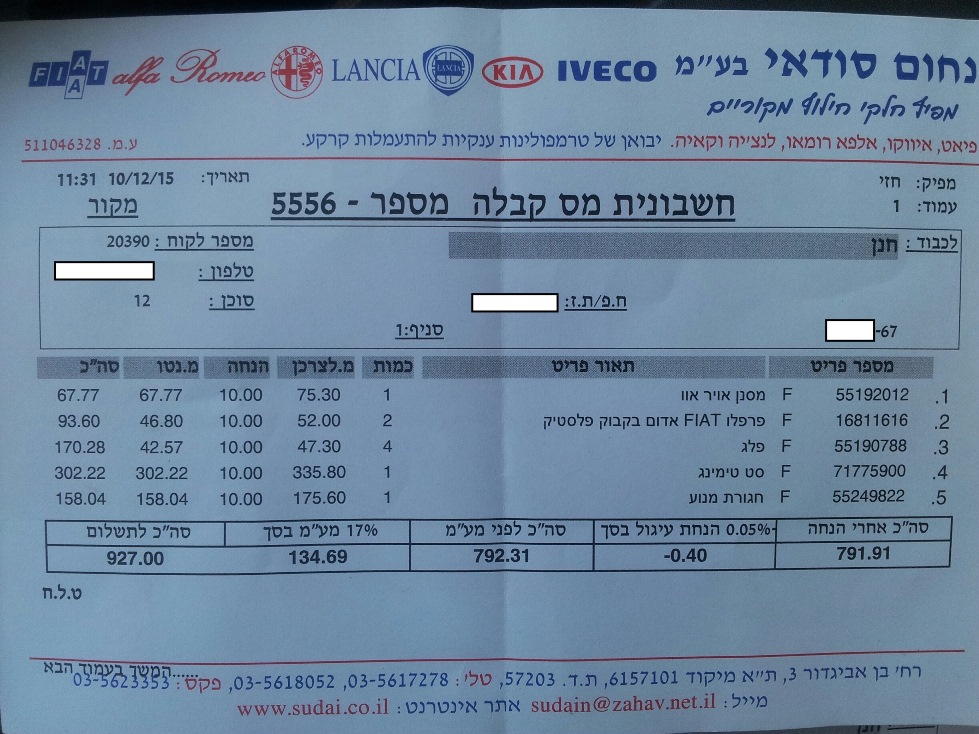 FIAT FIAT alfa Romeo ALFA ROMEO LANCIA LANCIA KIA IVECO נחום סודאי בע״מ
מפיץ חלקי חילוף מקוריים
פיאט, איווקו, אלפא רומאו, לנצ׳יה וקאיה. יבואן של טרמפולינות ענקיות להתעמלות קרקע. ע.מ. 511046328
מפיק: חזי תאריך: 10/12/15 11:31
עמוד: 1 חשבונית מס קבלה מספר - 5556 מקור
לכבוד: חנן מספר לקוח: 20390
טלפון:
ח.פ/ת.ז: סוכן: 12
67- סניף:1
מספר פריט תאור פריט כמות מ.לצרכן הנחה מ.נטו סה״כ
1. 55192012 F מסנן אויר אוו 1 75.30 10.00 67.77 67.77
2. 16811616 F פרפלו FIAT אדום בקבוק פלסטיק 2 52.00 10.00 46.80 93.60
3. 55190788 F פלג 4 47.30 10.00 42.57 170.28
4. 71775900 F סט טימינג 1 335.80 10.00 302.22 302.22
5. 55249822 F חגורת מנוע 1 175.60 10.00 158.04 158.04
סה״כ אחרי הנחה 0.05%- הנחת עיגול בסך סה״כ לפני מע״מ 17% מע״מ בסך סה״כ לתשלום
791.91 -0.40 792.31 134.69 927.00
ט.ל.ח
המשך בעמוד הבא......
רח׳ בן אביגדור 3, ת״א מיקוד 6157101, ת.ד. 57203, טל׳: 03-5617278, 03-5618052, פקס: 03-5623353
מייל: sudain@zahav.net.il אתר אינטרנט: www.sudai.co.il
חנן